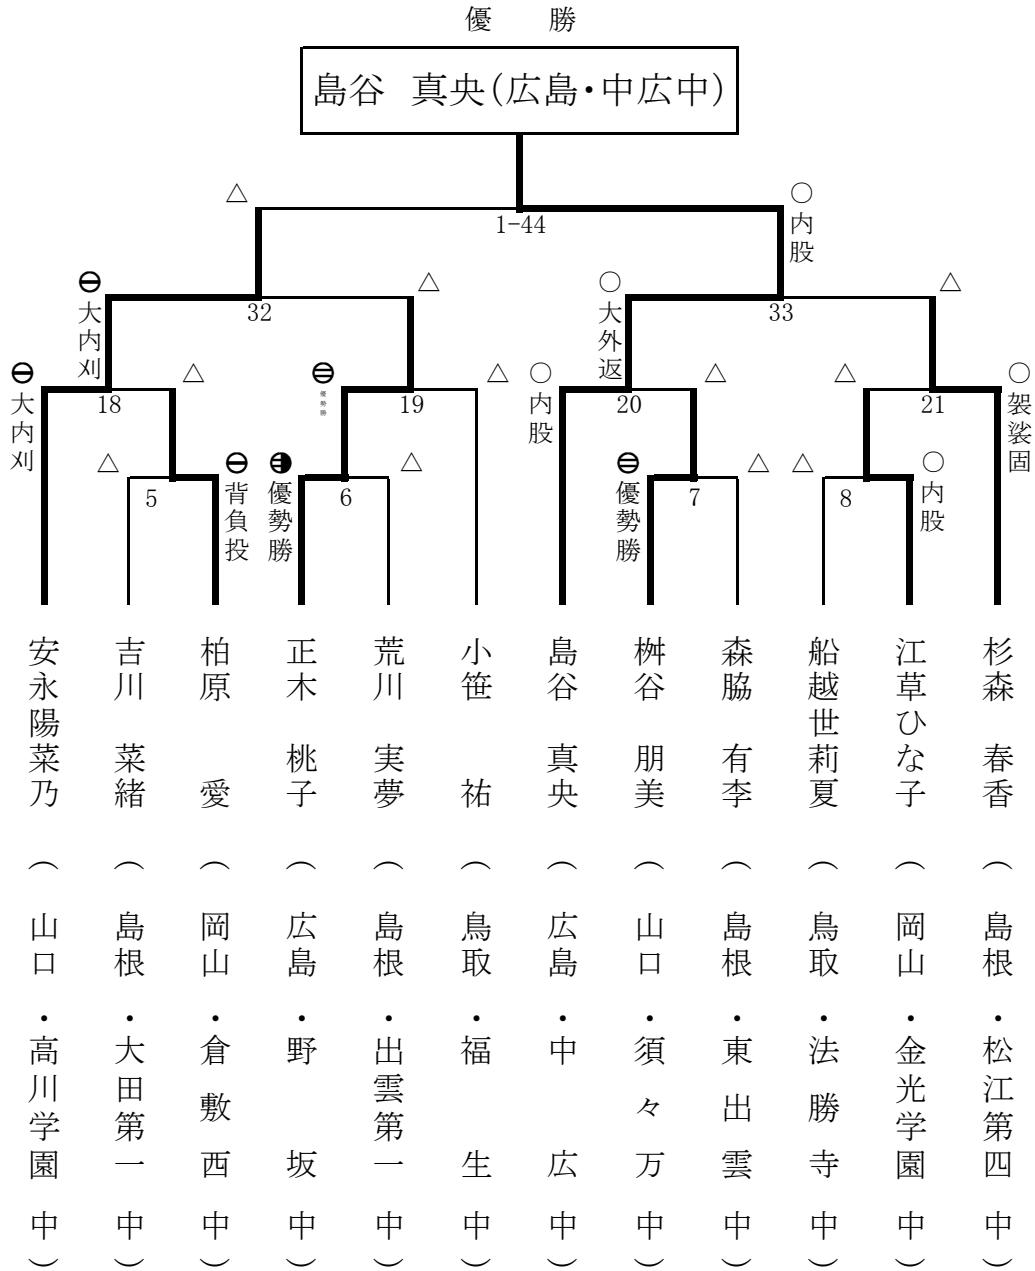 優　勝
島谷　真央(広島・中広中)
△
○内股
1-44
⊖大内刈
△
○大外返
△
32
33
⊖大内刈
△
優勢勝
△
○内股
△
△
○袈裟固
18
19
20
21
△
⊖背負投
優勢勝
△
優勢勝
△
△
○内股
5
6
7
8
安永陽菜乃（山口・高川学園中）
吉川　菜緒（島根・大田第一中）
柏原　愛（岡山・倉敷西中）
正木　桃子（広島・野坂中）
荒川　実夢（島根・出雲第一中）
小笹　祐（鳥取・福生中）
島谷　真央（広島・中広中）
桝谷　朋美（山口・須々万中）
森脇　有李（島根・東出雲中）
船越世莉夏（鳥取・法勝寺中）
江草ひな子（岡山・金光学園中）
杉森　春香（島根・松江第四中）